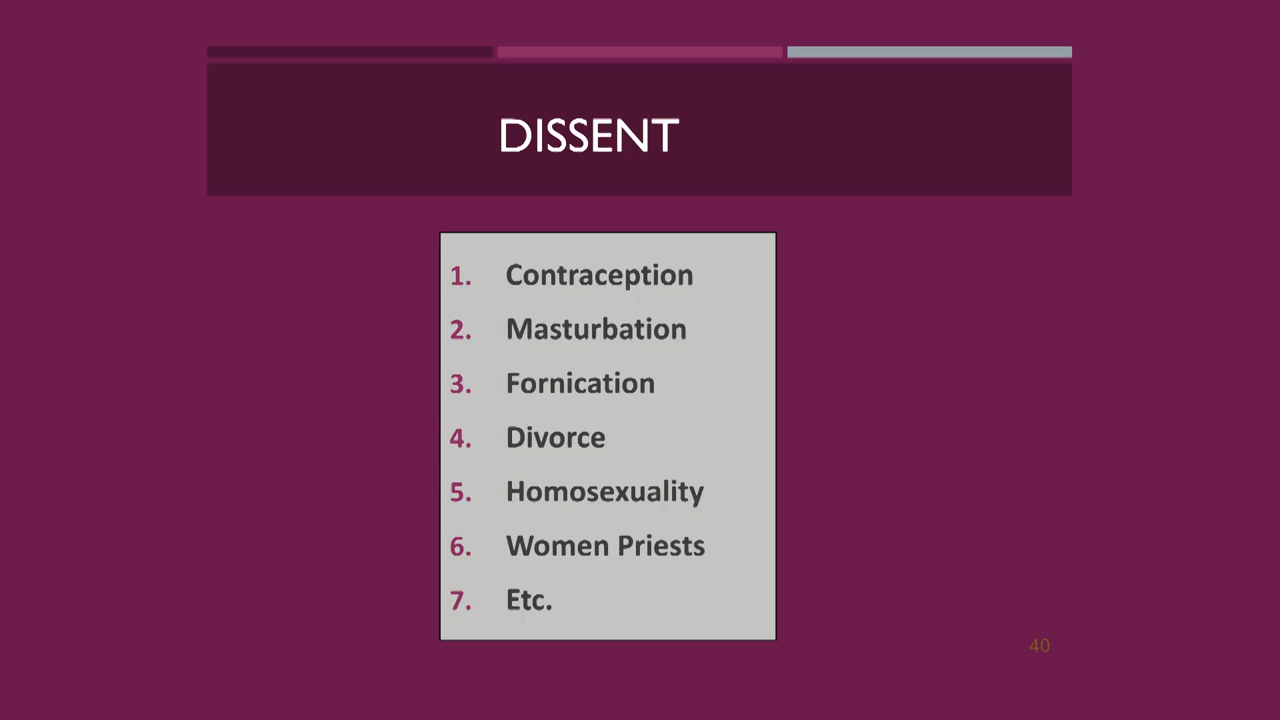 DISSENT
1. Contraception
2. Masturbation
3. Fornication
4. Divorce
5. Homosexuality
6. Women Priests
7. Etc.
40